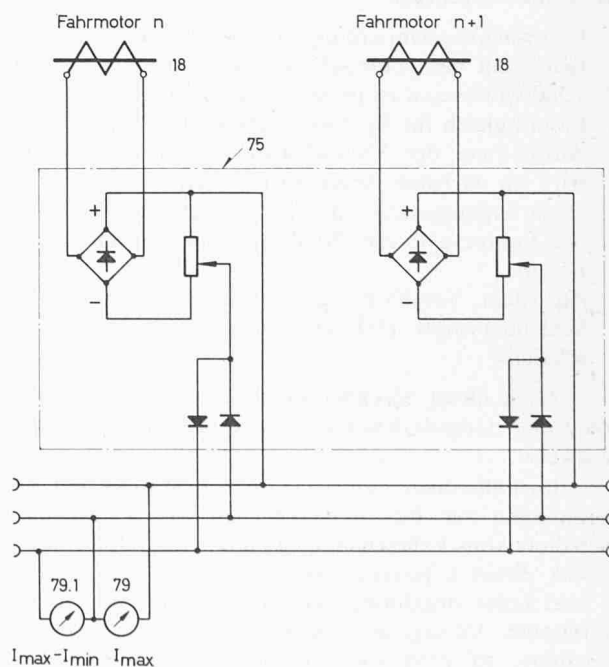 Fahrmotor n
Fahrmotor n+1
18
18
75
+
−
+
−
79.1
79
Imax−Imin
Imax